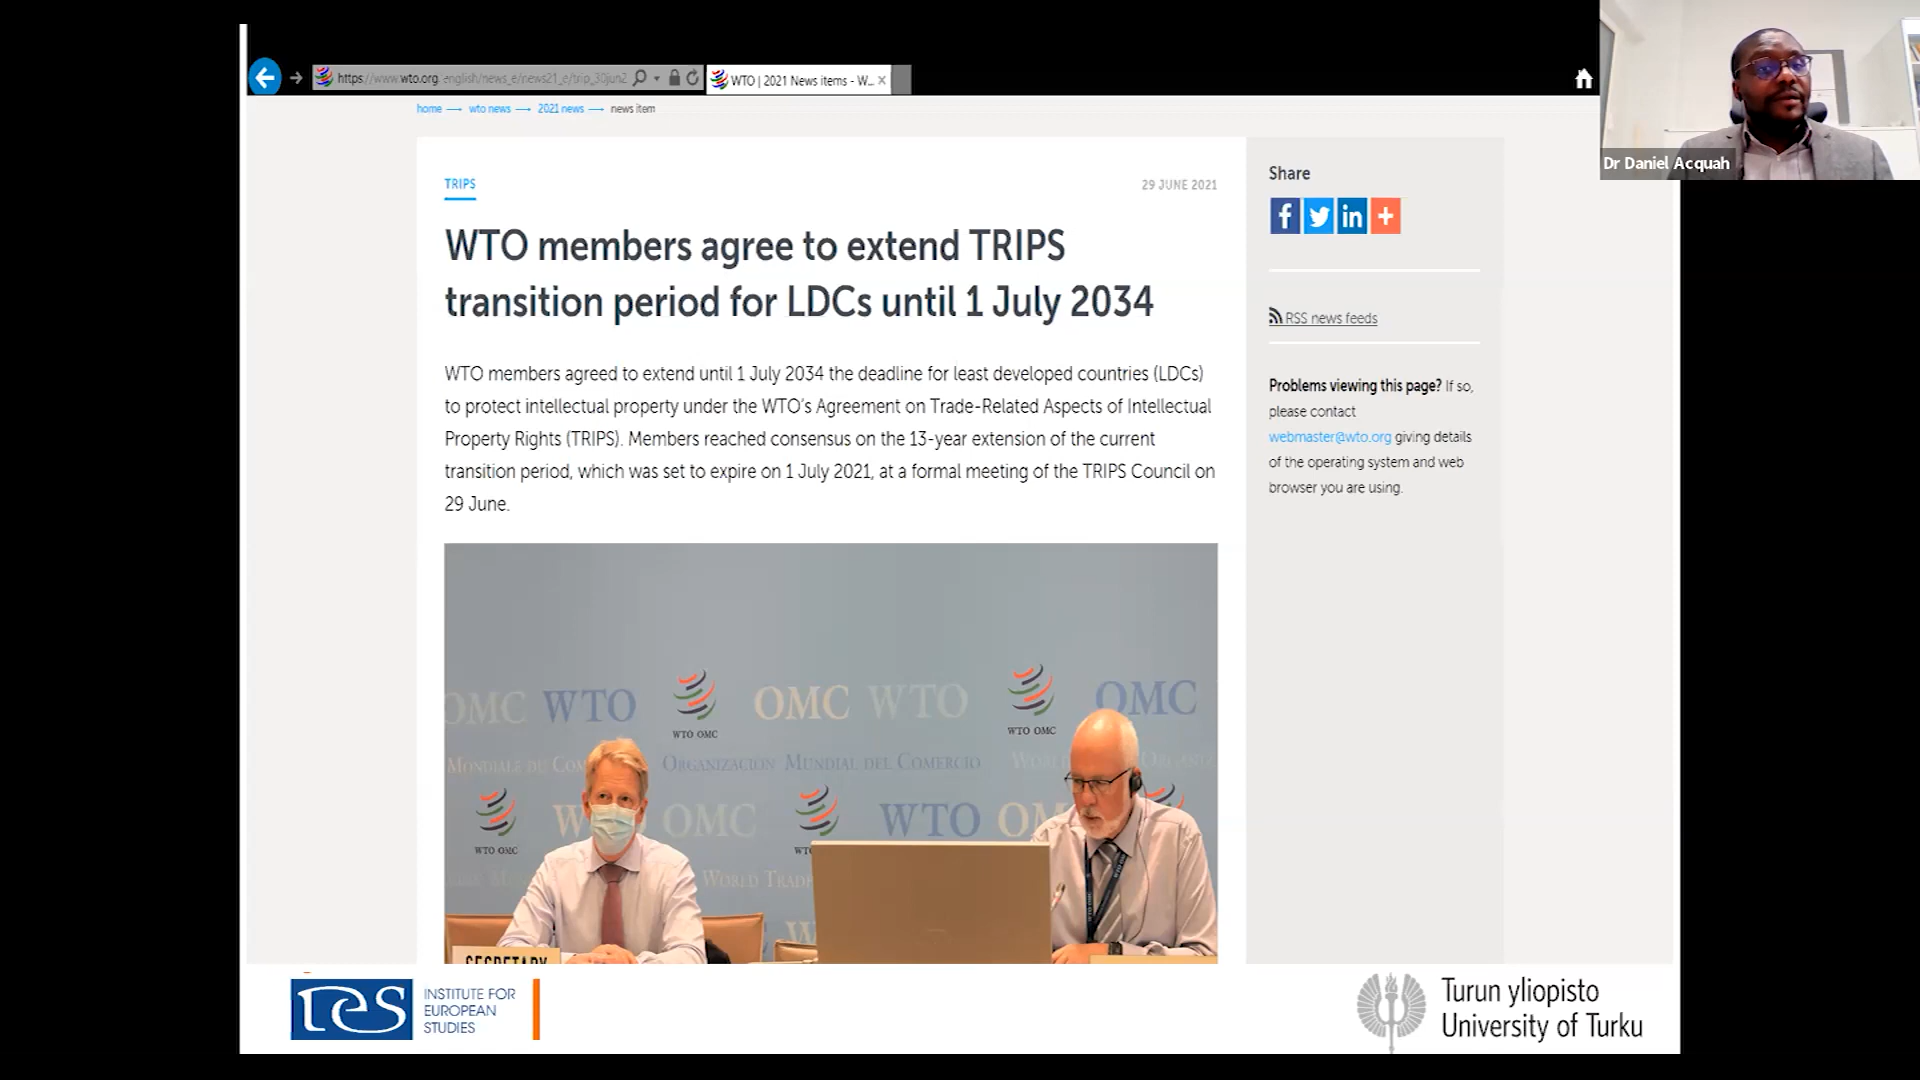 https://www.wto.org
WTO | 2021 News items - W...
Dr Daniel Acquah
home → wto news → 2021 news → news item
TRIPS
29 JUNE 2021
WTO members agree to extend TRIPS
transition period for LDCs until 1 July 2034
WTO members agreed to extend until 1 July 2034 the deadline for least developed countries (LDCs)
to protect intellectual property under the WTO's Agreement on Trade-Related Aspects of Intellectual
Property Rights (TRIPS). Members reached consensus on the 13-year extension of the current
transition period, which was set to expire on 1 July 2021, at a formal meeting of the TRIPS Council on
29 June.
Share
RSS news feeds
Problems viewing this page? If so,
please contact
webmaster@wto.org giving details
of the operating system and web
browser you are using.
OMC WTO OMC WTO OMC
WTO OMC WTO OMC
MONDIALE DU COM ORGANIZACIÓN MUNDIAL DEL COMERCIO WORLD
OMC WTO
WTO OMC
WORLD TRADE
SECRETARY
IES
INSTITUTE FOR
EUROPEAN
STUDIES
Turun yliopisto
University of Turku